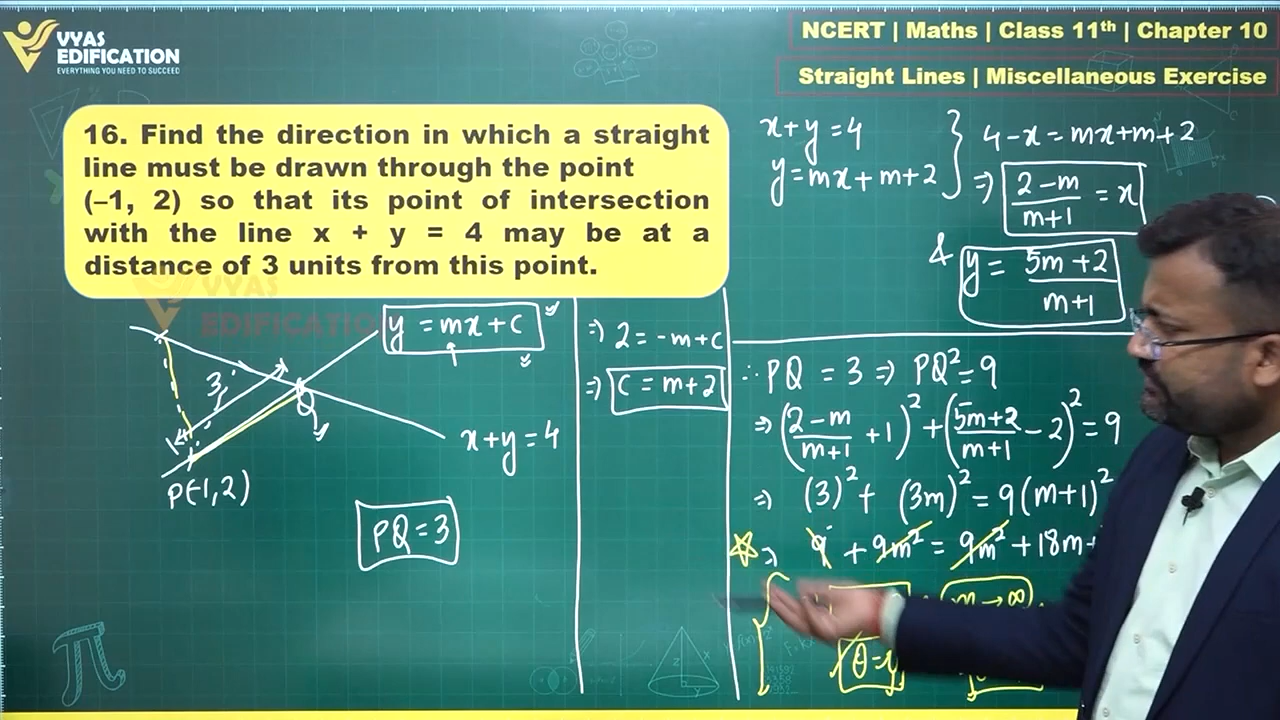 VYAS
EDIFICATION
EVERYTHING YOU NEED TO SUCCEED
NCERT | Maths | Class 11th | Chapter 10
Straight Lines | Miscellaneous Exercise
16. Find the direction in which a straight
line must be drawn through the point
(–1, 2) so that its point of intersection
with the line x + y = 4 may be at a
distance of 3 units from this point.
VYAS
EDIFICATIO
y = mx + c
3
Q
x+y=4
P(-1,2)
PQ=3
⇒ 2 = -m+c
⇒ c = m+2
x+y=4
y=mx+m+2
4-x=mx+m+2
⇒ (2-m)/(m+1) = x
& y = (5m+2)/(m+1)
∴ PQ = 3 ⇒ PQ²=9
⇒ ((2-m)/(m+1) + 1)² + ((5m+2)/(m+1) - 2)² = 9
⇒ (3)² + (3m)² = 9(m+1)²
⇒ 9 + 9m² = 9m² + 18m+
m→∞
θ=